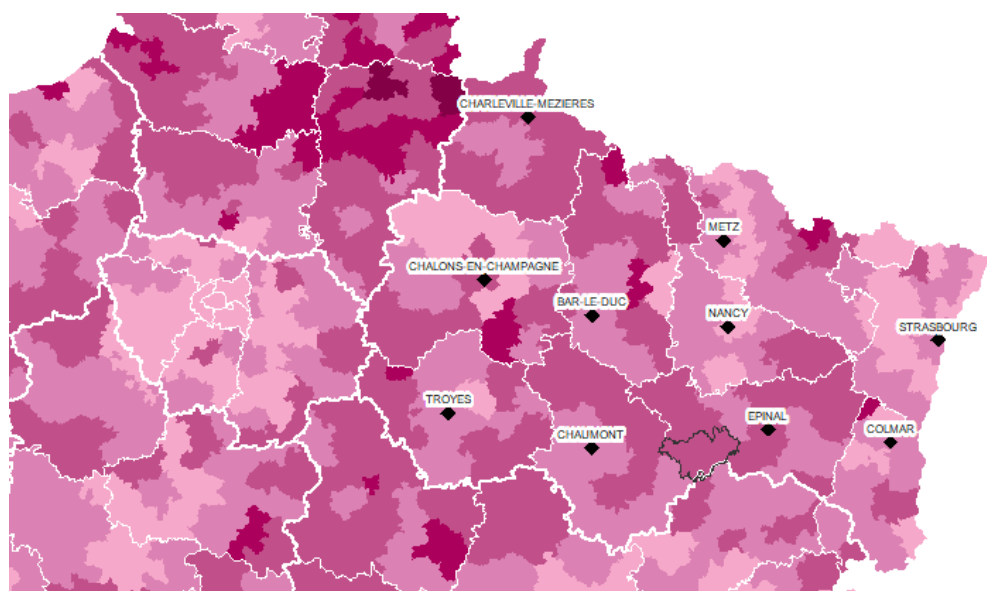 CHARLEVILLE-MEZIERES
METZ
CHALONS-EN-CHAMPAGNE
BAR-LE-DUC
NANCY
STRASBOURG
TROYES
EPINAL
CHAUMONT
COLMAR